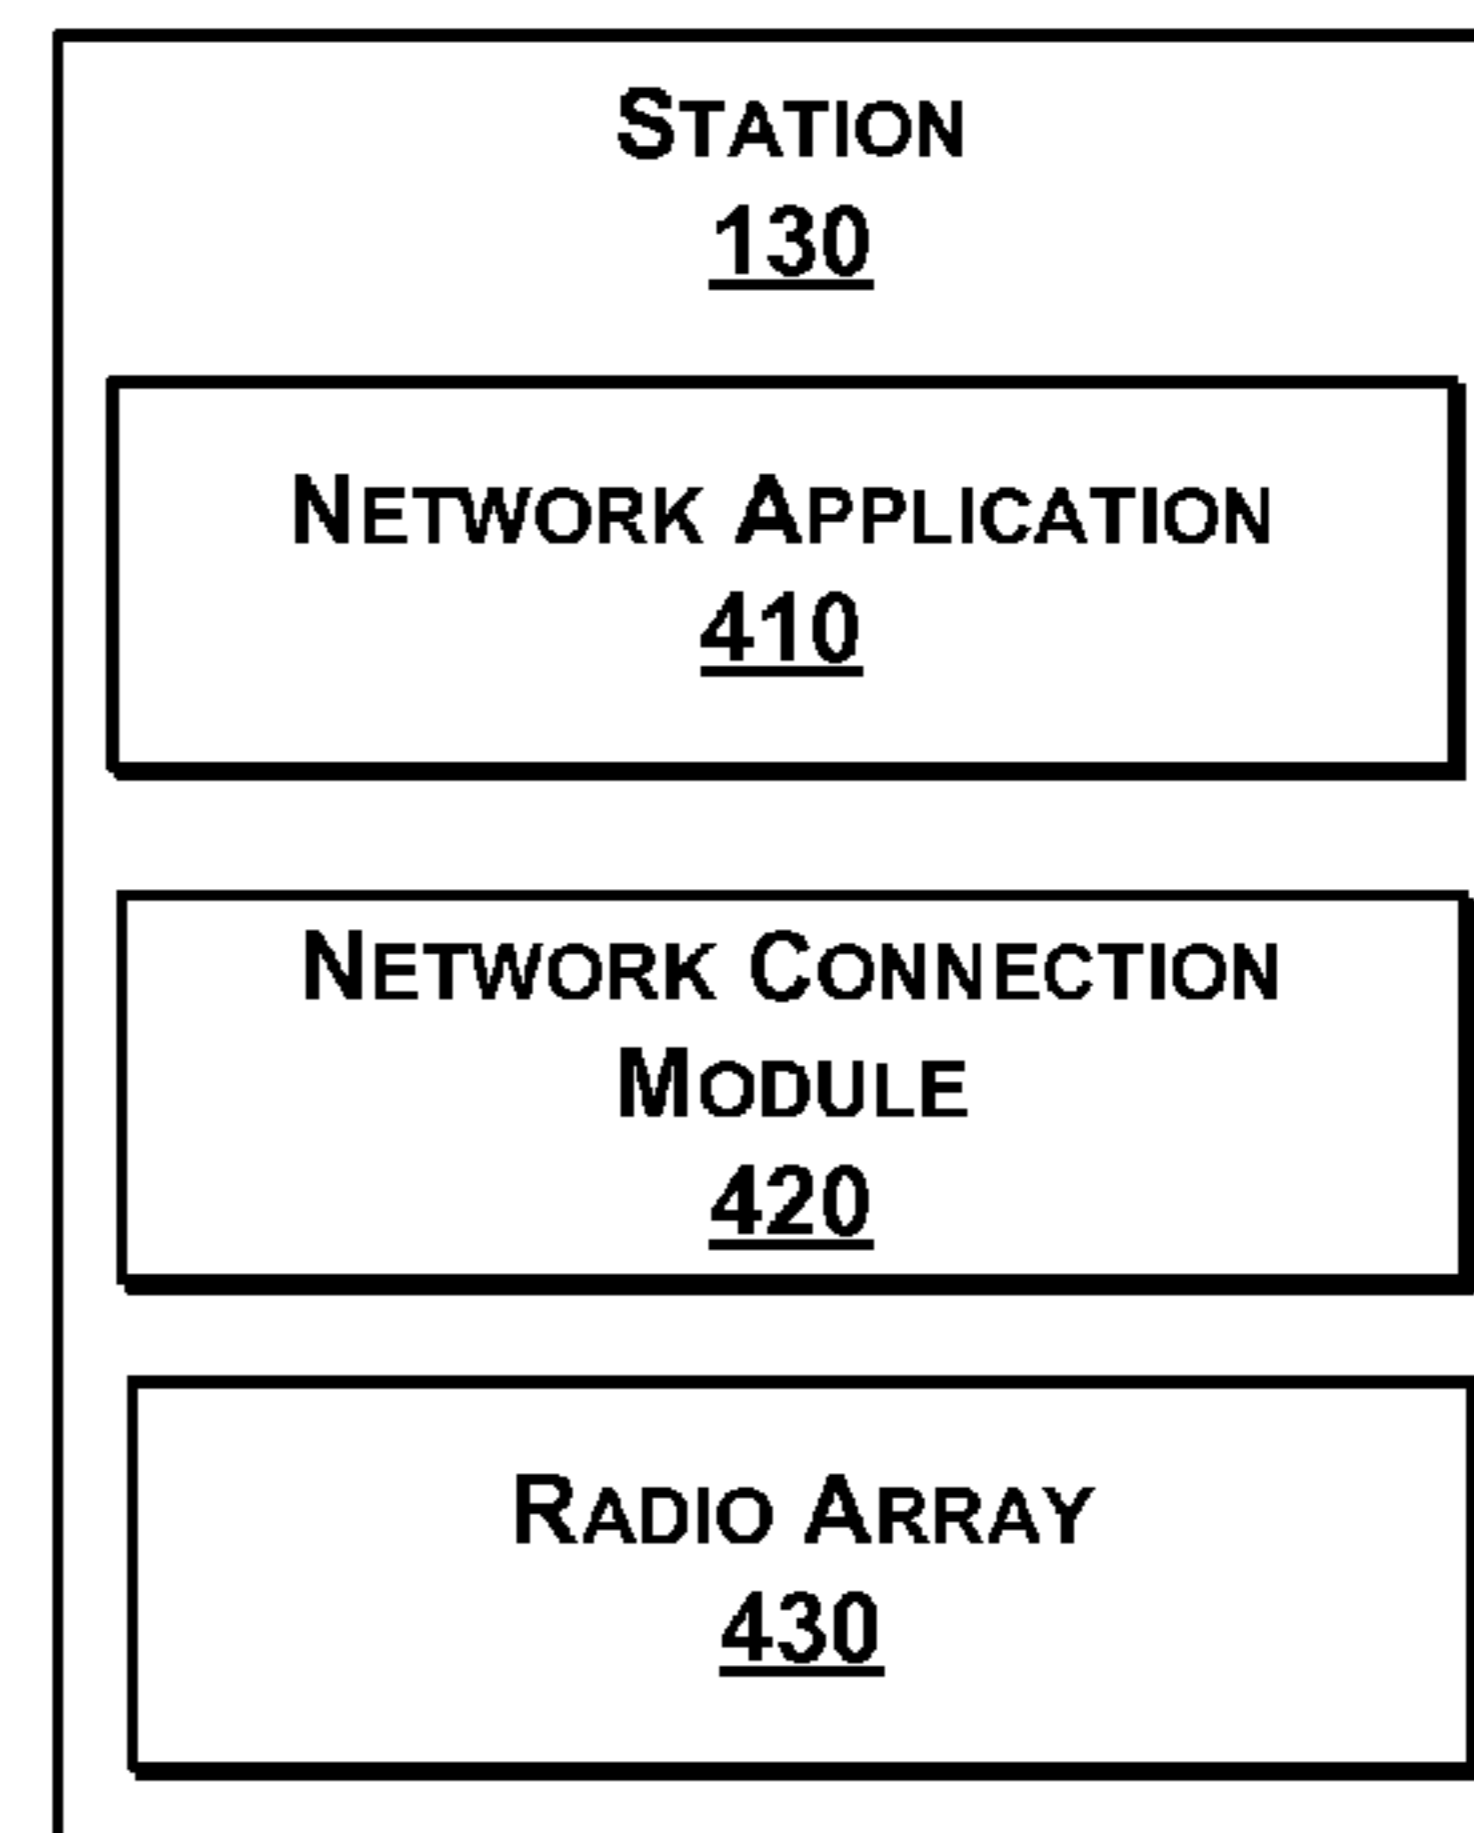 STATION
130
NETWORK APPLICATION
410
NETWORK CONNECTION
MODULE
420
RADIO ARRAY
430